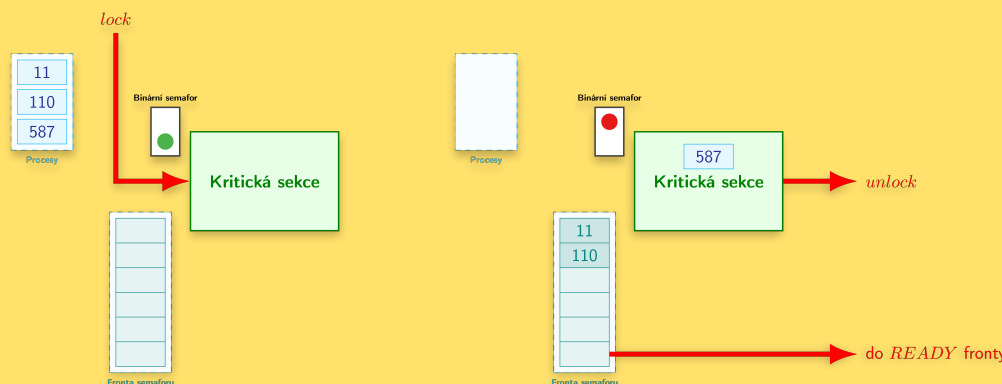 lock
11
110
587
Procesy
Binární semafor
Kritická sekce
Fronta semaforu
Procesy
Binární semafor
587
Kritická sekce
unlock
11
110
do READY fronty
Fronta semaforu